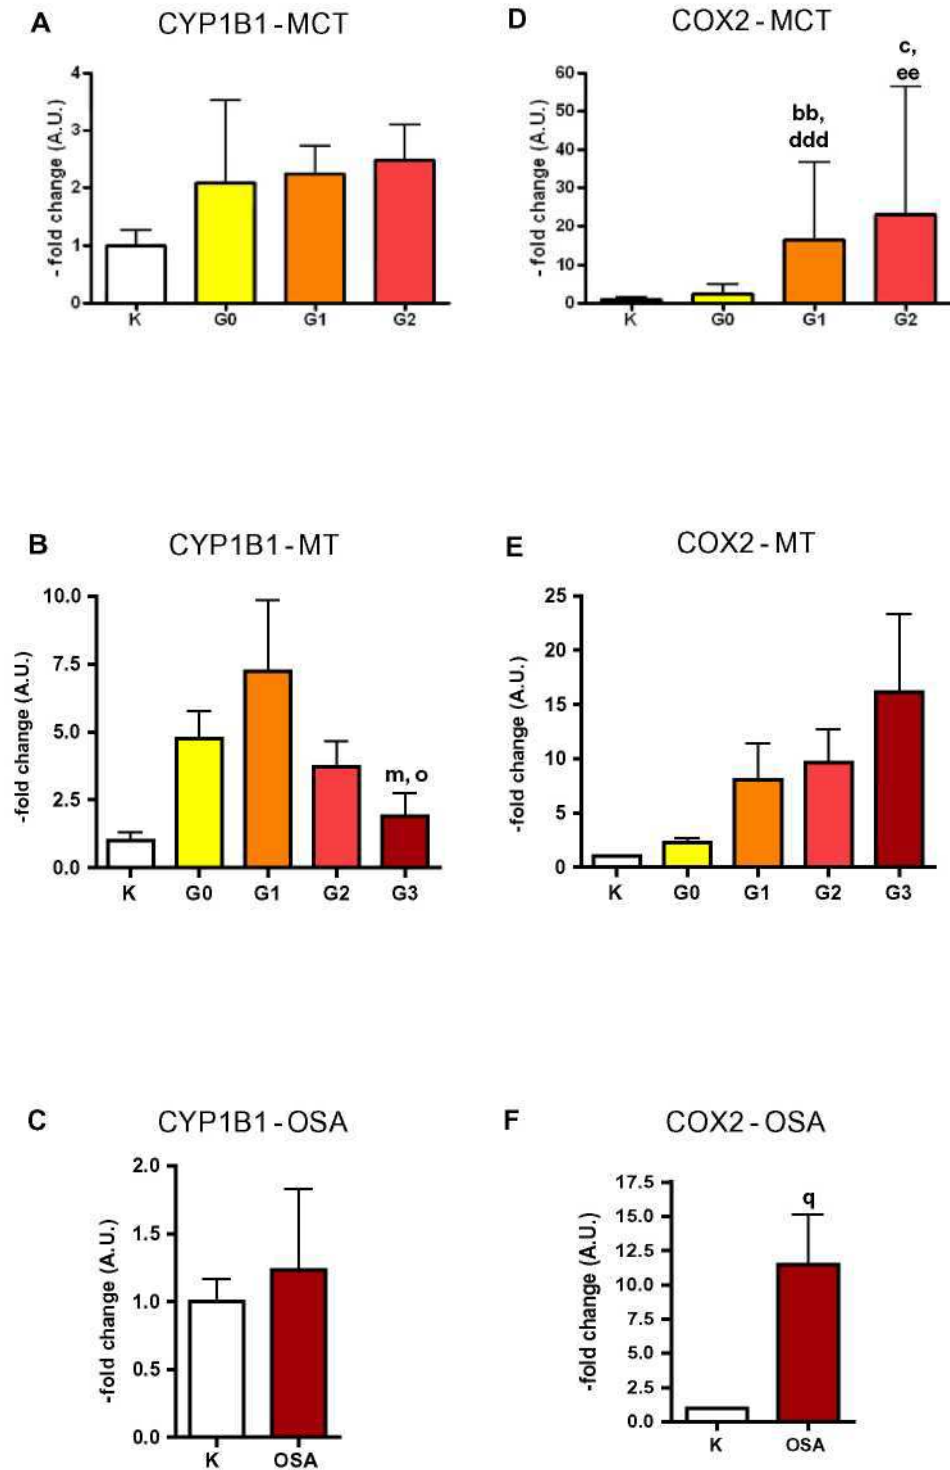 A
CYP1B1-MCT
- fold change (A.U.)
4
3
2
1
0
K G0 G1 G2
D
COX2-MCT
- fold change (A.U.)
60
50
40
30
20
10
0
bb,
ddd
c,
ee
K G0 G1 G2
B
CYP1B1-MT
-fold change (A.U.)
10.0
7.5
5.0
2.5
0.0
m, o
K G0 G1 G2 G3
E
COX2-MT
-fold change (A.U.)
25
20
15
10
5
0
K G0 G1 G2 G3
C
CYP1B1-OSA
-fold change (A.U.)
2.0
1.5
1.0
0.5
0.0
K OSA
F
COX2-OSA
-fold change (A.U.)
17.5
15.0
12.5
10.0
7.5
5.0
2.5
0.0
q
K OSA